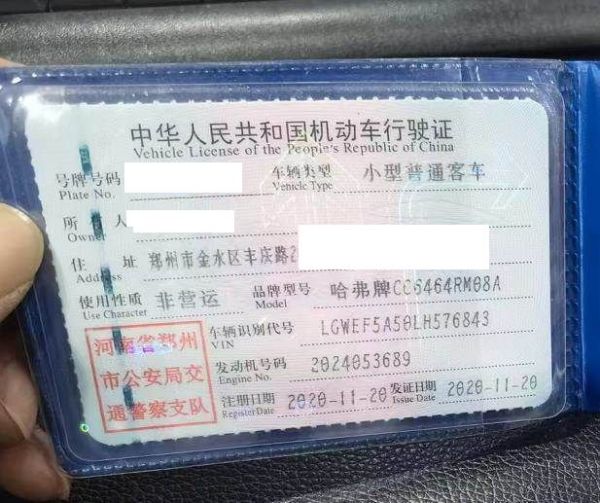 中华人民共和国机动车行驶证
Vehicle License of the People's Republic of China
号牌号码 车辆类型 小型普通客车
Plate No. Vehicle Type
所 有 人
Owner
住 址 郑州市金水区丰庆路2
Address
使用性质 非营运 品牌型号 哈弗牌CC6464RM08A
Use Character Model
车辆识别代号 LGWEF5A50LH576843
VIN
发动机号码 2024053689
Engine No.
注册日期 2020-11-20 发证日期 2020-11-20
Register Date Issue Date
河南省郑州
市公安局交
通警察支队